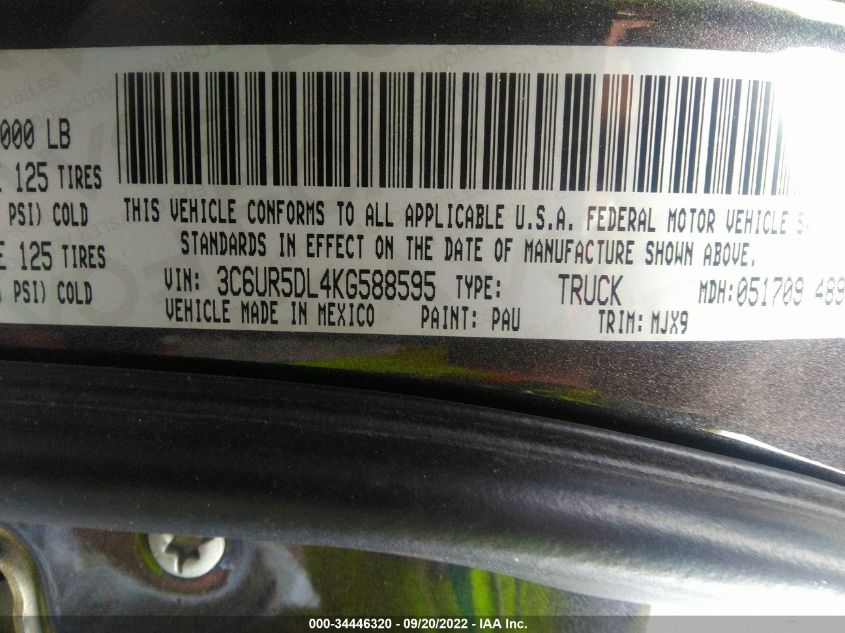 000 LB
125 TIRES
PSI) COLD
125 TIRES
PSI) COLD
THIS VEHICLE CONFORMS TO ALL APPLICABLE U.S.A. FEDERAL MOTOR VEHICLE
STANDARDS IN EFFECT ON THE DATE OF MANUFACTURE SHOWN ABOVE.
VIN: 3C6UR5DL4KG588595 TYPE: TRUCK MDH:051709 489
VEHICLE MADE IN MEXICO PAINT: PAU TRIM: MJX9
000-34446320 - 09/20/2022 - IAA Inc.